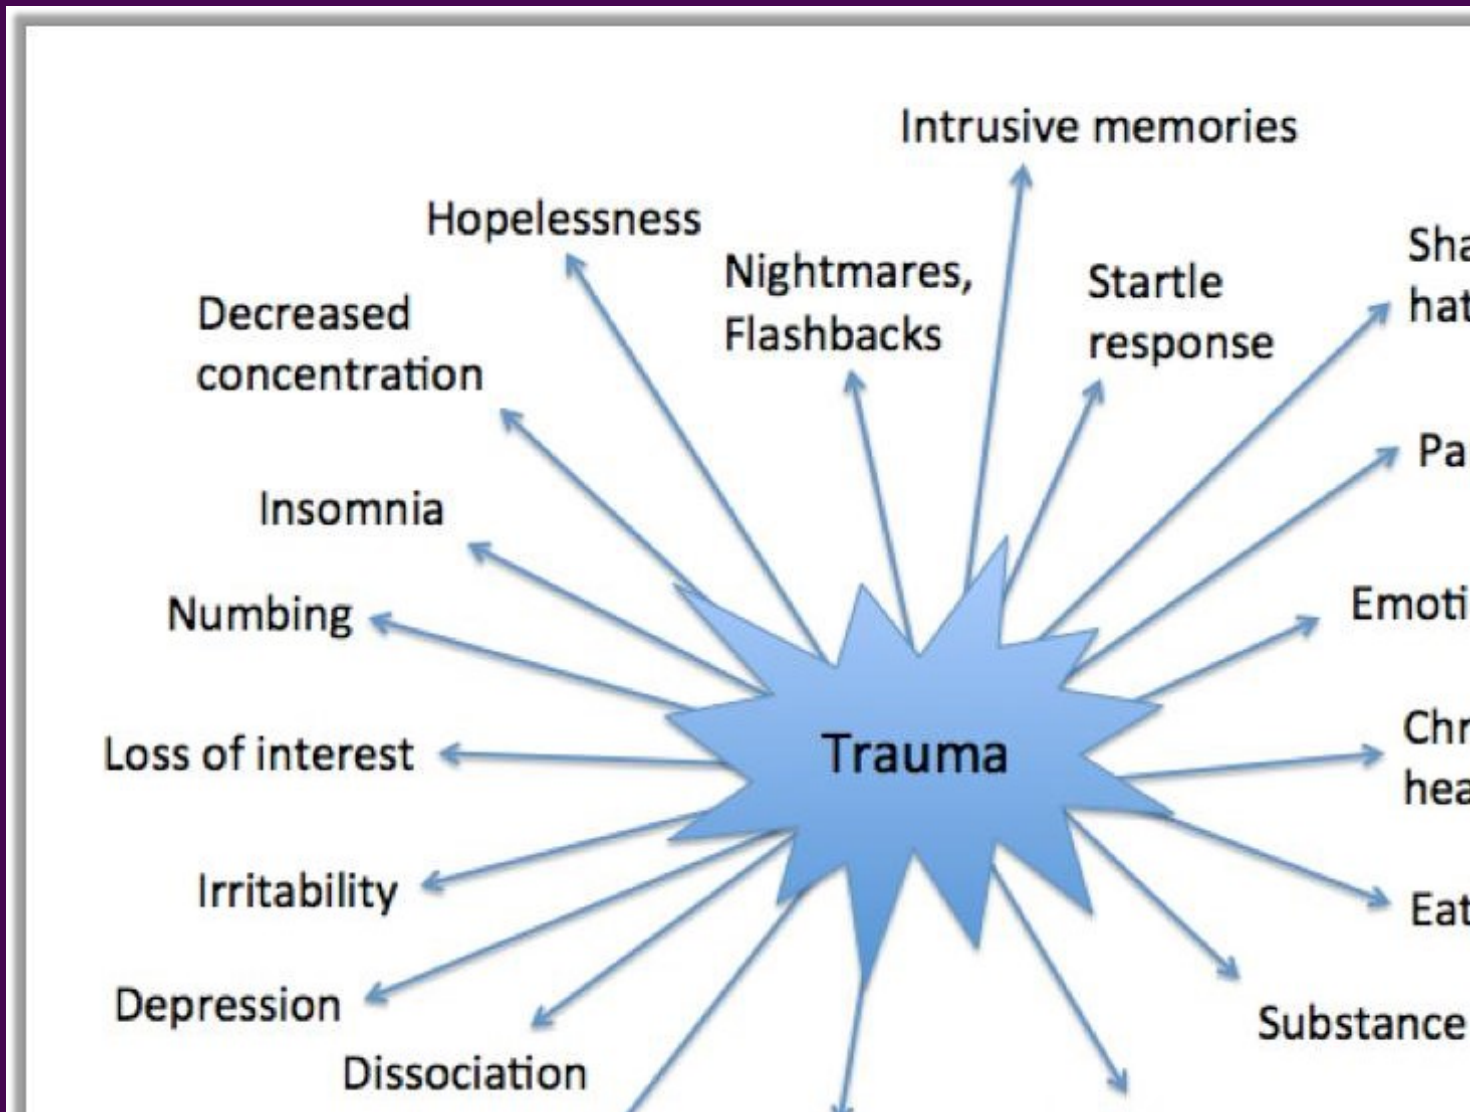 Intrusive memories
Hopelessness
Nightmares,
Flashbacks
Startle
response
Decreased
concentration
Insomnia
Numbing
Loss of interest
Trauma
Irritability
Depression
Substance
Dissociation